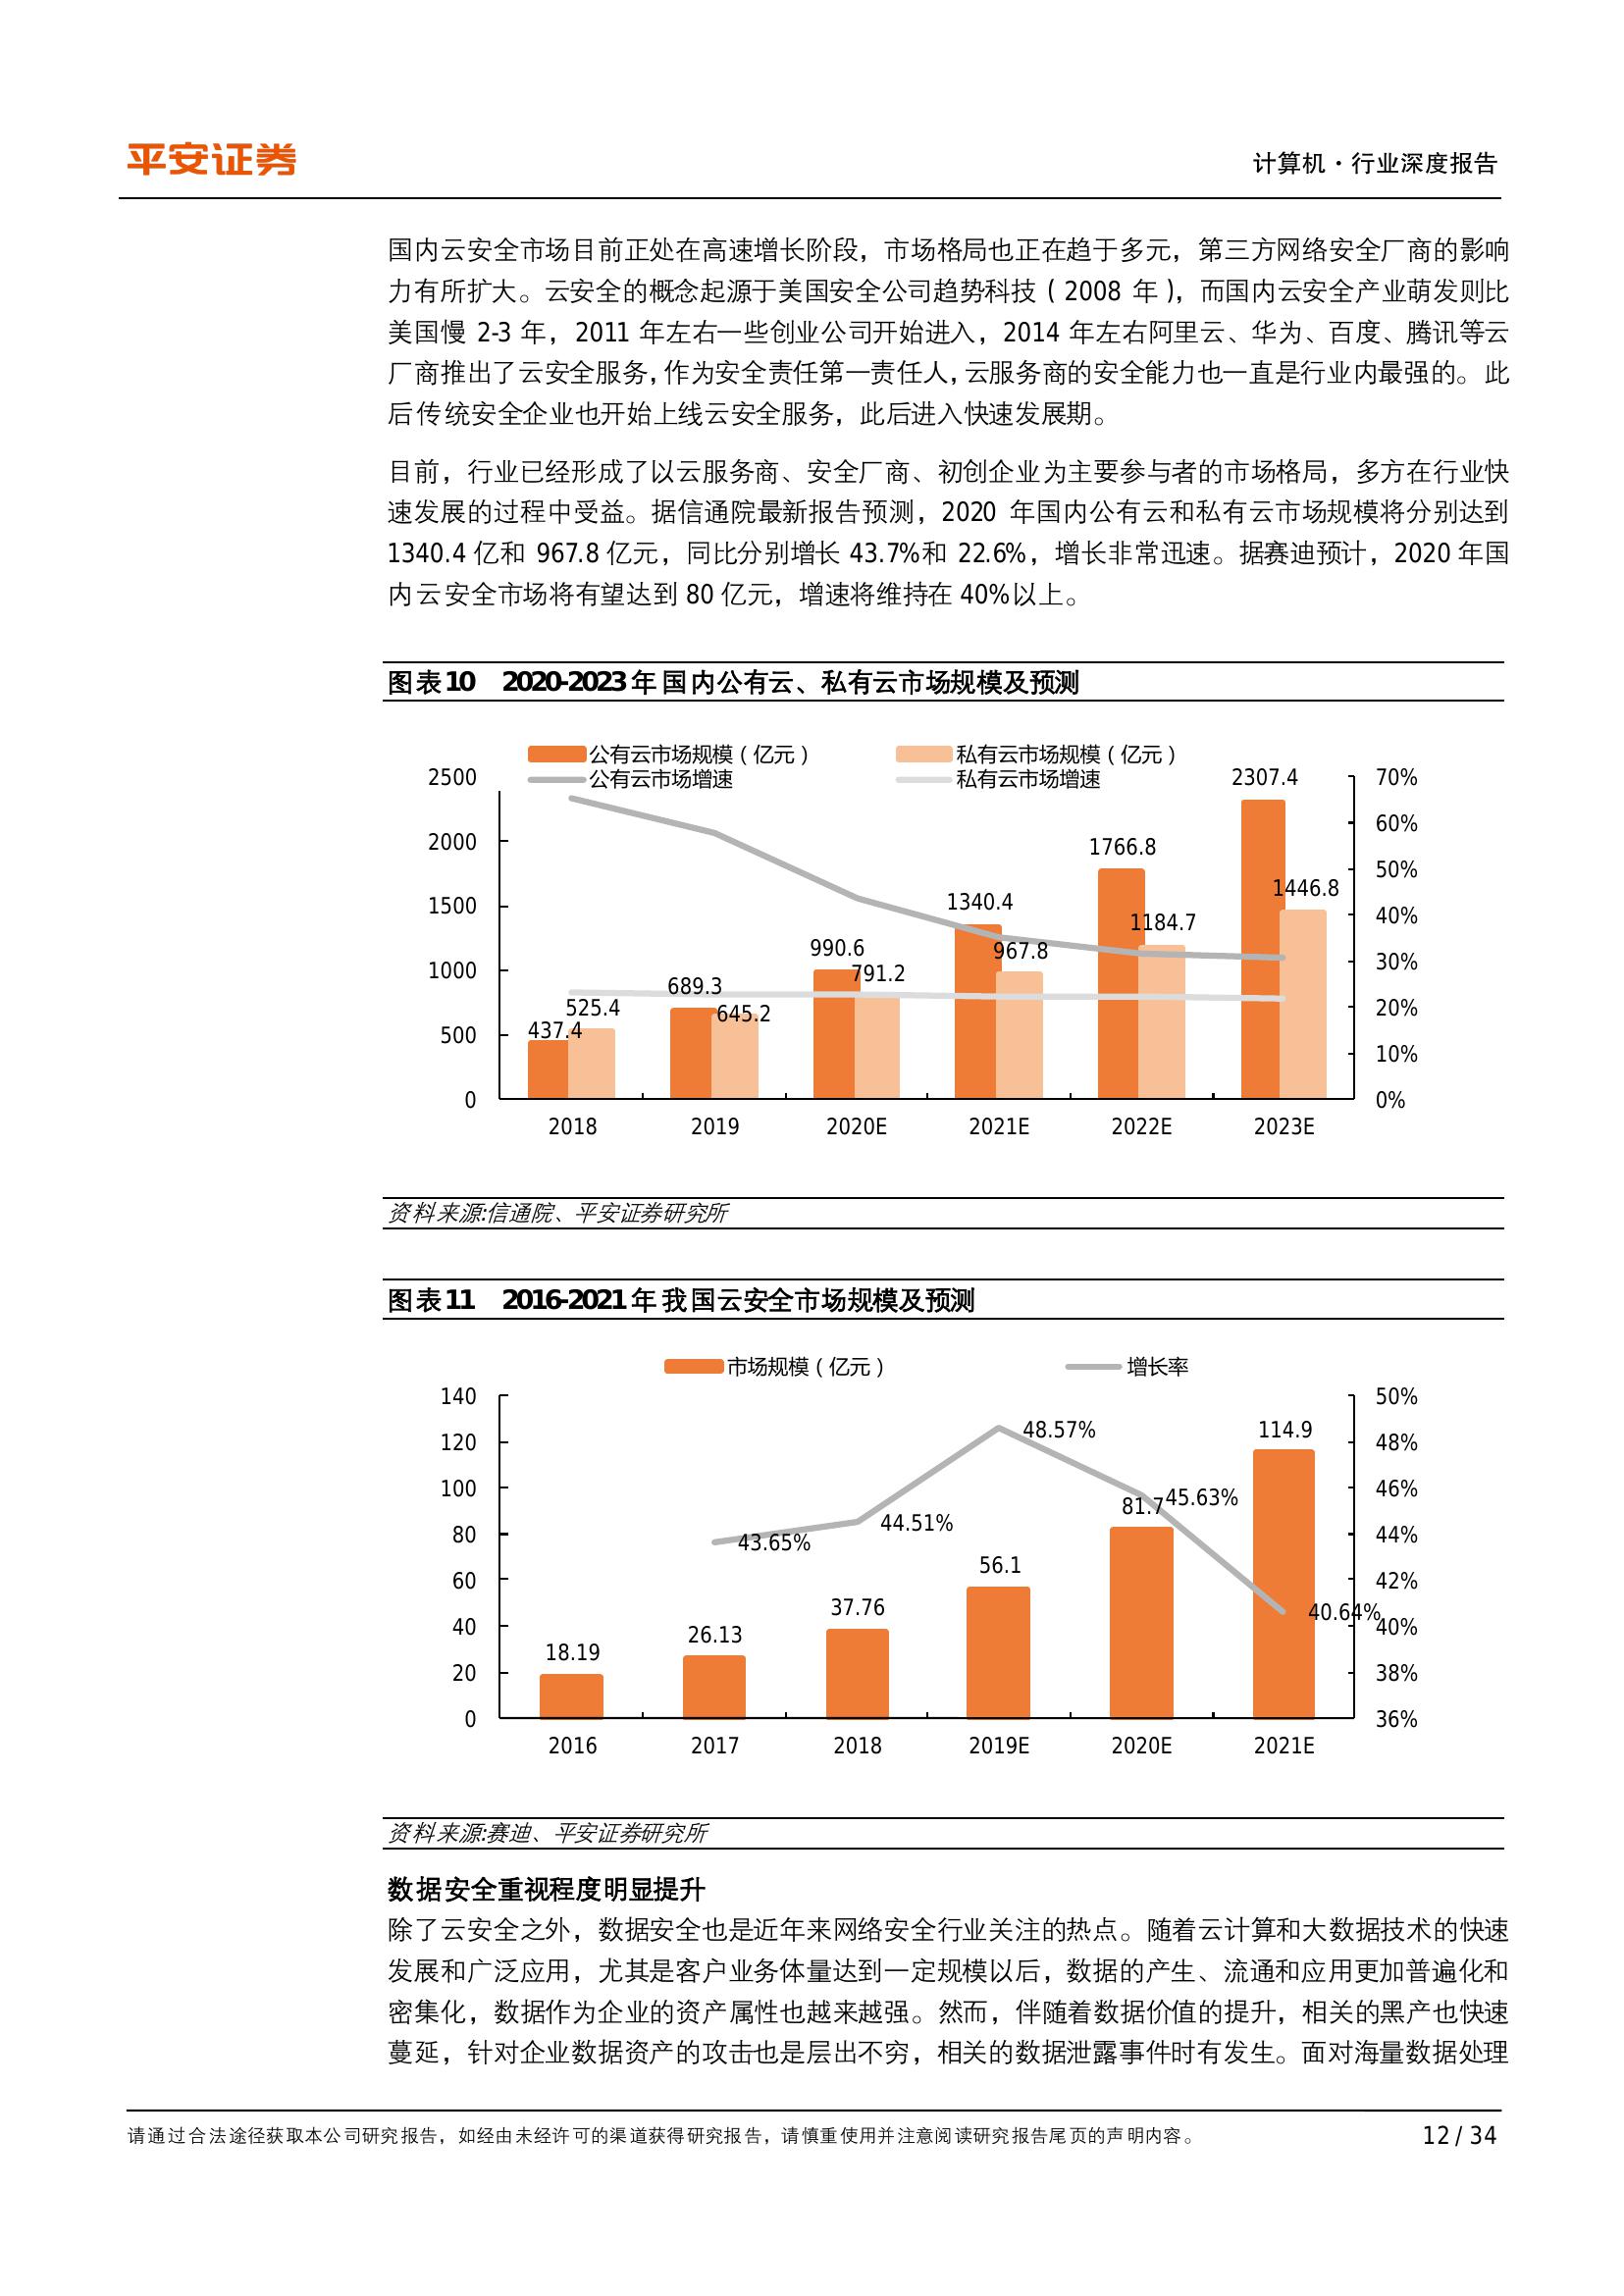 平安证券
计算机·行业深度报告
国内云安全市场目前正处在高速增长阶段，市场格局也正在趋于多元，第三方网络安全厂商的影响
力有所扩大。云安全的概念起源于美国安全公司趋势科技（2008 年），而国内云安全产业萌发则比
美国慢 2-3 年，2011 年左右一些创业公司开始进入，2014 年左右阿里云、华为、百度、腾讯等云
厂商推出了云安全服务，作为安全责任第一责任人，云服务商的安全能力也一直是行业内最强的。此
后传统安全企业也开始上线云安全服务，此后进入快速发展期。
目前，行业已经形成了以云服务商、安全厂商、初创企业为主要参与者的市场格局，多方在行业快
速发展的过程中受益。据信通院最新报告预测，2020 年国内公有云和私有云市场规模将分别达到
1340.4 亿和 967.8 亿元，同比分别增长 43.7%和 22.6%，增长非常迅速。据赛迪预计，2020 年国
内云安全市场将有望达到 80 亿元，增速将维持在 40%以上。
图表10 2020-2023 年国内公有云、私有云市场规模及预测
公有云市场规模（亿元） 私有云市场规模（亿元）
公有云市场增速 私有云市场增速
2500 2307.4 70%
2000 1766.8 60%
50%
1500 1340.4 1184.7 1446.8 40%
1000 990.6 791.2 967.8 30%
689.3 645.2 20%
500 437.4 525.4 10%
0 0%
2018 2019 2020E 2021E 2022E 2023E
资料来源:信通院、平安证券研究所
图表11 2016-2021 年我国云安全市场规模及预测
市场规模（亿元） 增长率
140 50%
120 48.57% 114.9 48%
100 81.7 45.63% 46%
80 43.65% 44.51% 44%
60 56.1 42%
40 26.13 37.76 40.64% 40%
20 18.19 38%
0 36%
2016 2017 2018 2019E 2020E 2021E
资料来源:赛迪、平安证券研究所
数据安全重视程度明显提升
除了云安全之外，数据安全也是近年来网络安全行业关注的热点。随着云计算和大数据技术的快速
发展和广泛应用，尤其是客户业务体量达到一定规模以后，数据的产生、流通和应用更加普遍化和
密集化，数据作为企业的资产属性也越来越强。然而，伴随着数据价值的提升，相关的黑产也快速
蔓延，针对企业数据资产的攻击也是层出不穷，相关的数据泄露事件时有发生。面对海量数据处理
请通过合法途径获取本公司研究报告，如经由未经许可的渠道获得研究报告，请慎重使用并注意阅读研究报告尾页的声明内容。
12 / 34